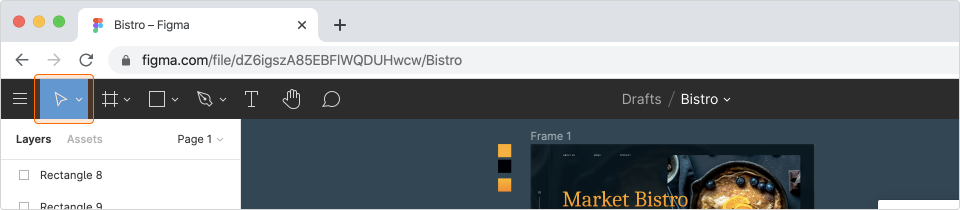 Bistro – Figma
figma.com/file/dZ6igszA85EBFlWQDUHwcw/Bistro
Drafts / Bistro
Layers Assets Page 1
Frame 1
Rectangle 8
Market Bistro
Rectangle 9